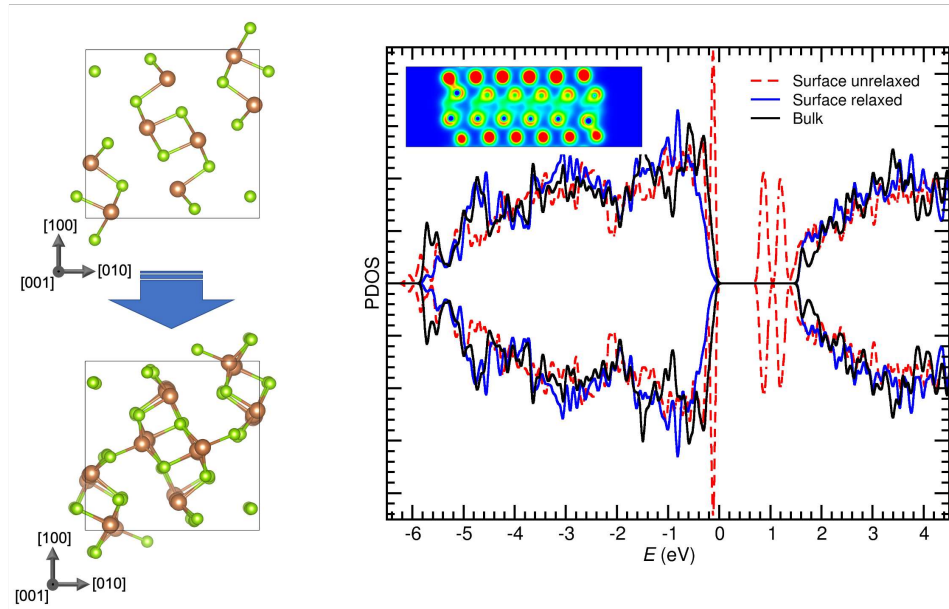 [100]
[001]
[010]
[100]
[001]
[010]
Surface unrelaxed
Surface relaxed
Bulk
PDOS
-6 -5 -4 -3 -2 -1 0 1 2 3 4
E (eV)